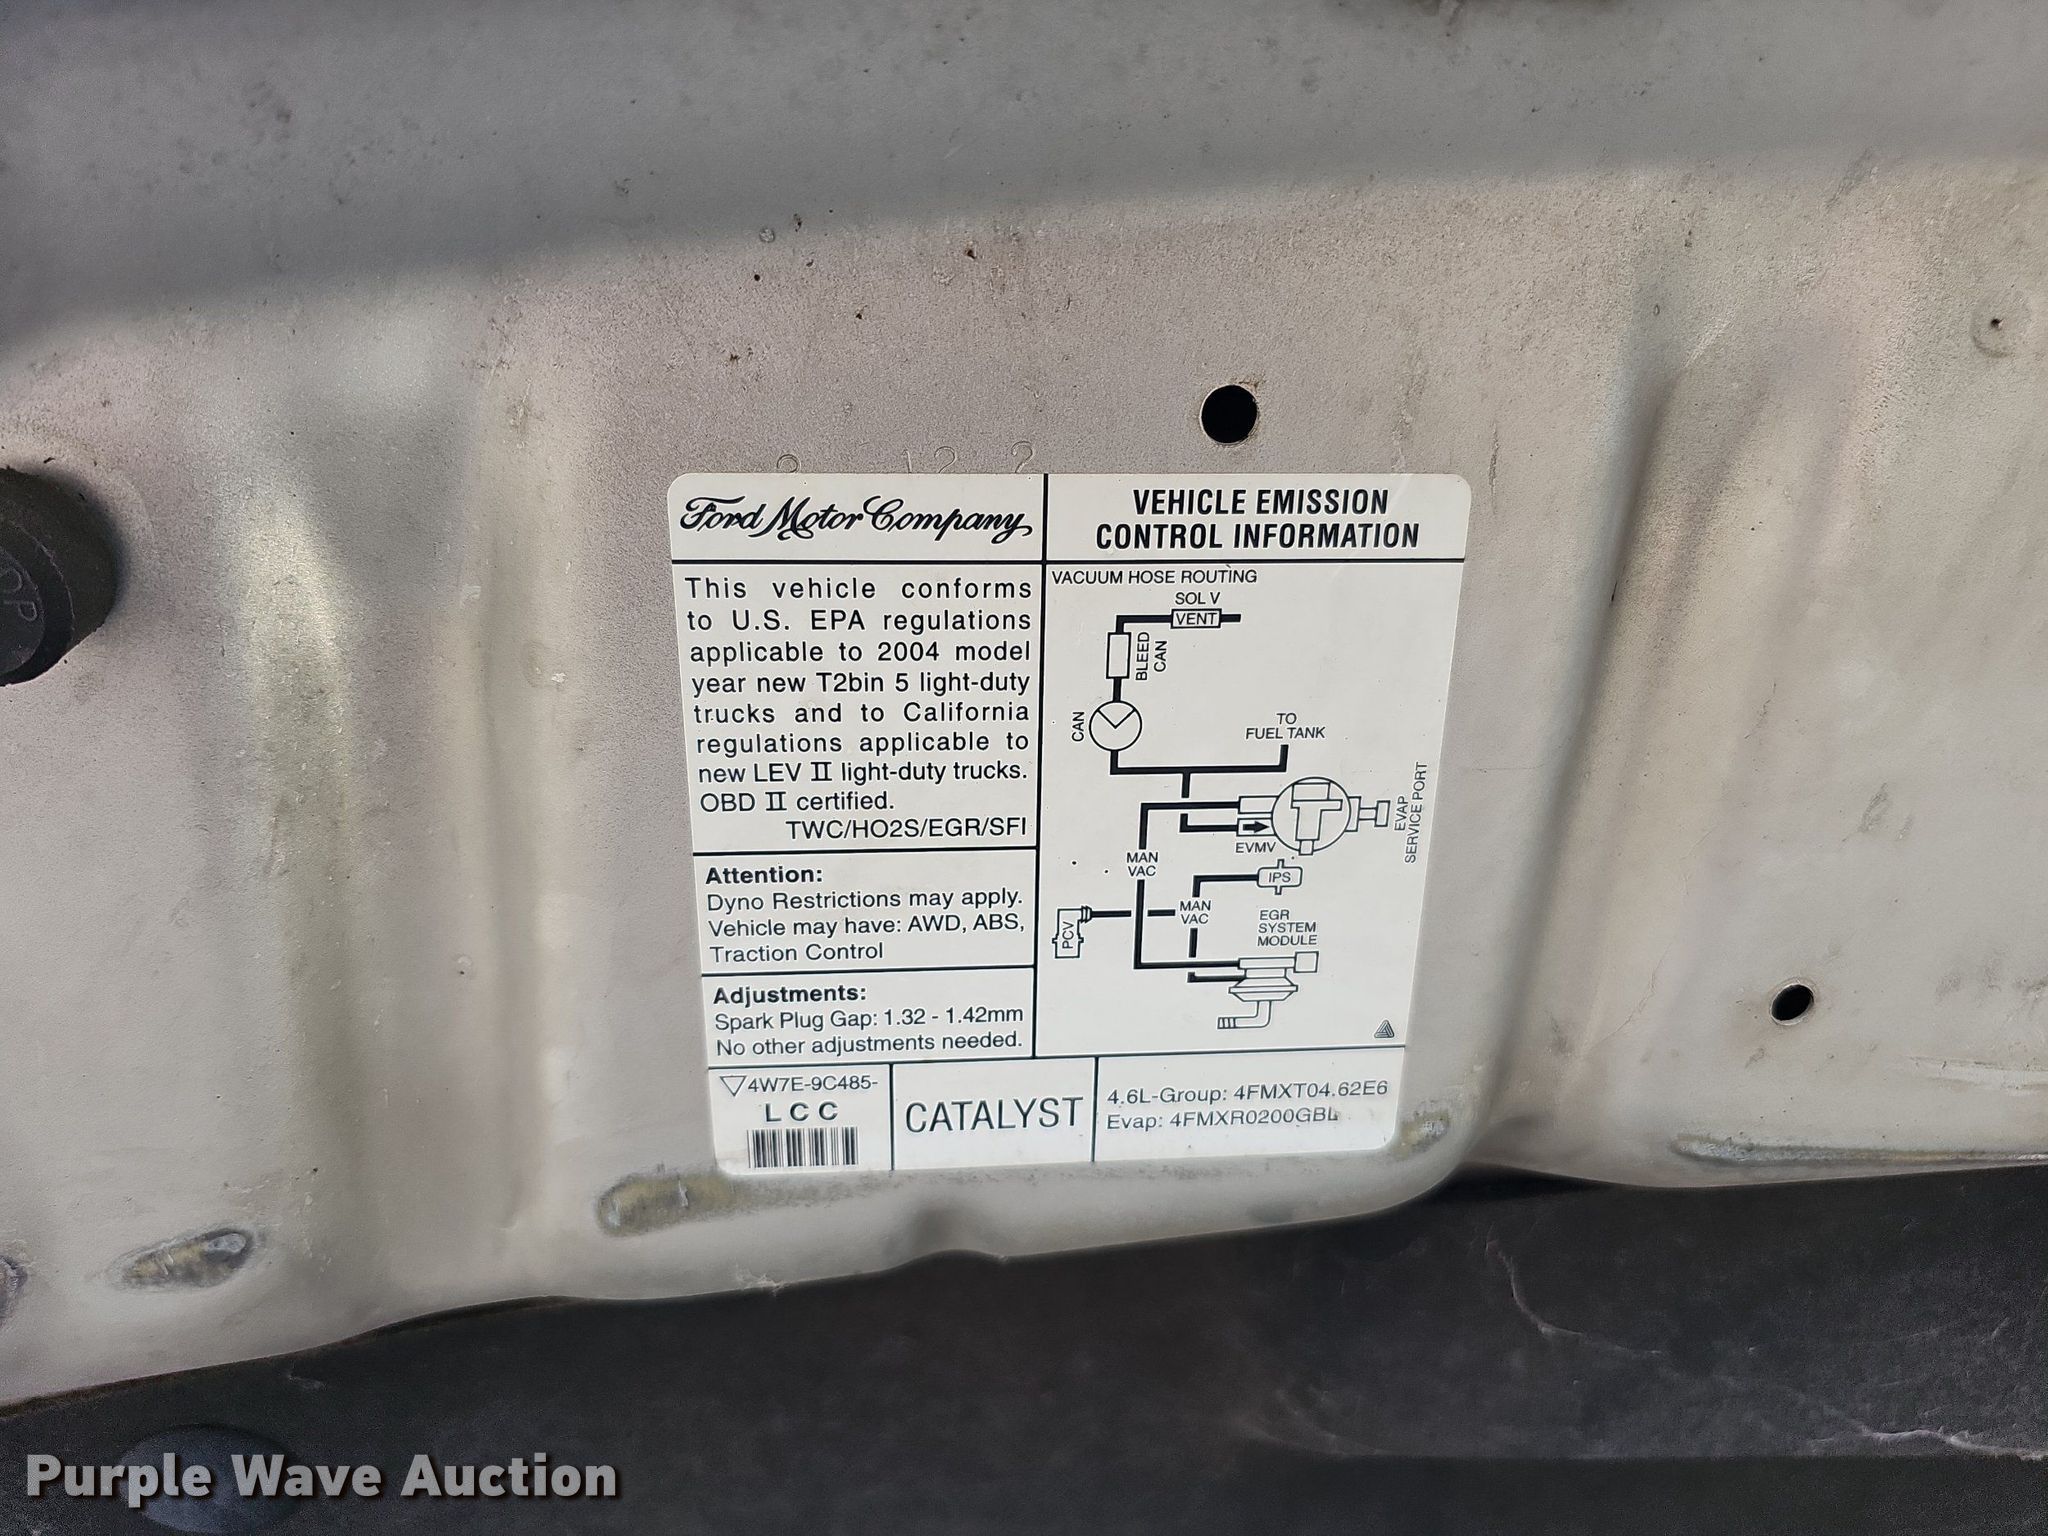 2 12 2
Ford Motor Company
VEHICLE EMISSION
CONTROL INFORMATION
This vehicle conforms
to U.S. EPA regulations
applicable to 2004 model
year new T2bin 5 light-duty
trucks and to California
regulations applicable to
new LEV II light-duty trucks.
OBD II certified.
TWC/HO2S/EGR/SFI
Attention:
Dyno Restrictions may apply.
Vehicle may have: AWD, ABS,
Traction Control
Adjustments:
Spark Plug Gap: 1.32 - 1.42mm
No other adjustments needed.
VACUUM HOSE ROUTING
SOL V
VENT
BLEED
CAN
CAN
TO
FUEL TANK
EVAP
SERVICE PORT
EVMV
MAN
VAC
IPS
MAN
VAC
PCV
EGR
SYSTEM
MODULE
4W7E-9C485-
LCC
CATALYST
4.6L-Group: 4FMXT04.62E6
Evap: 4FMXR0200GBL
Purple Wave Auction